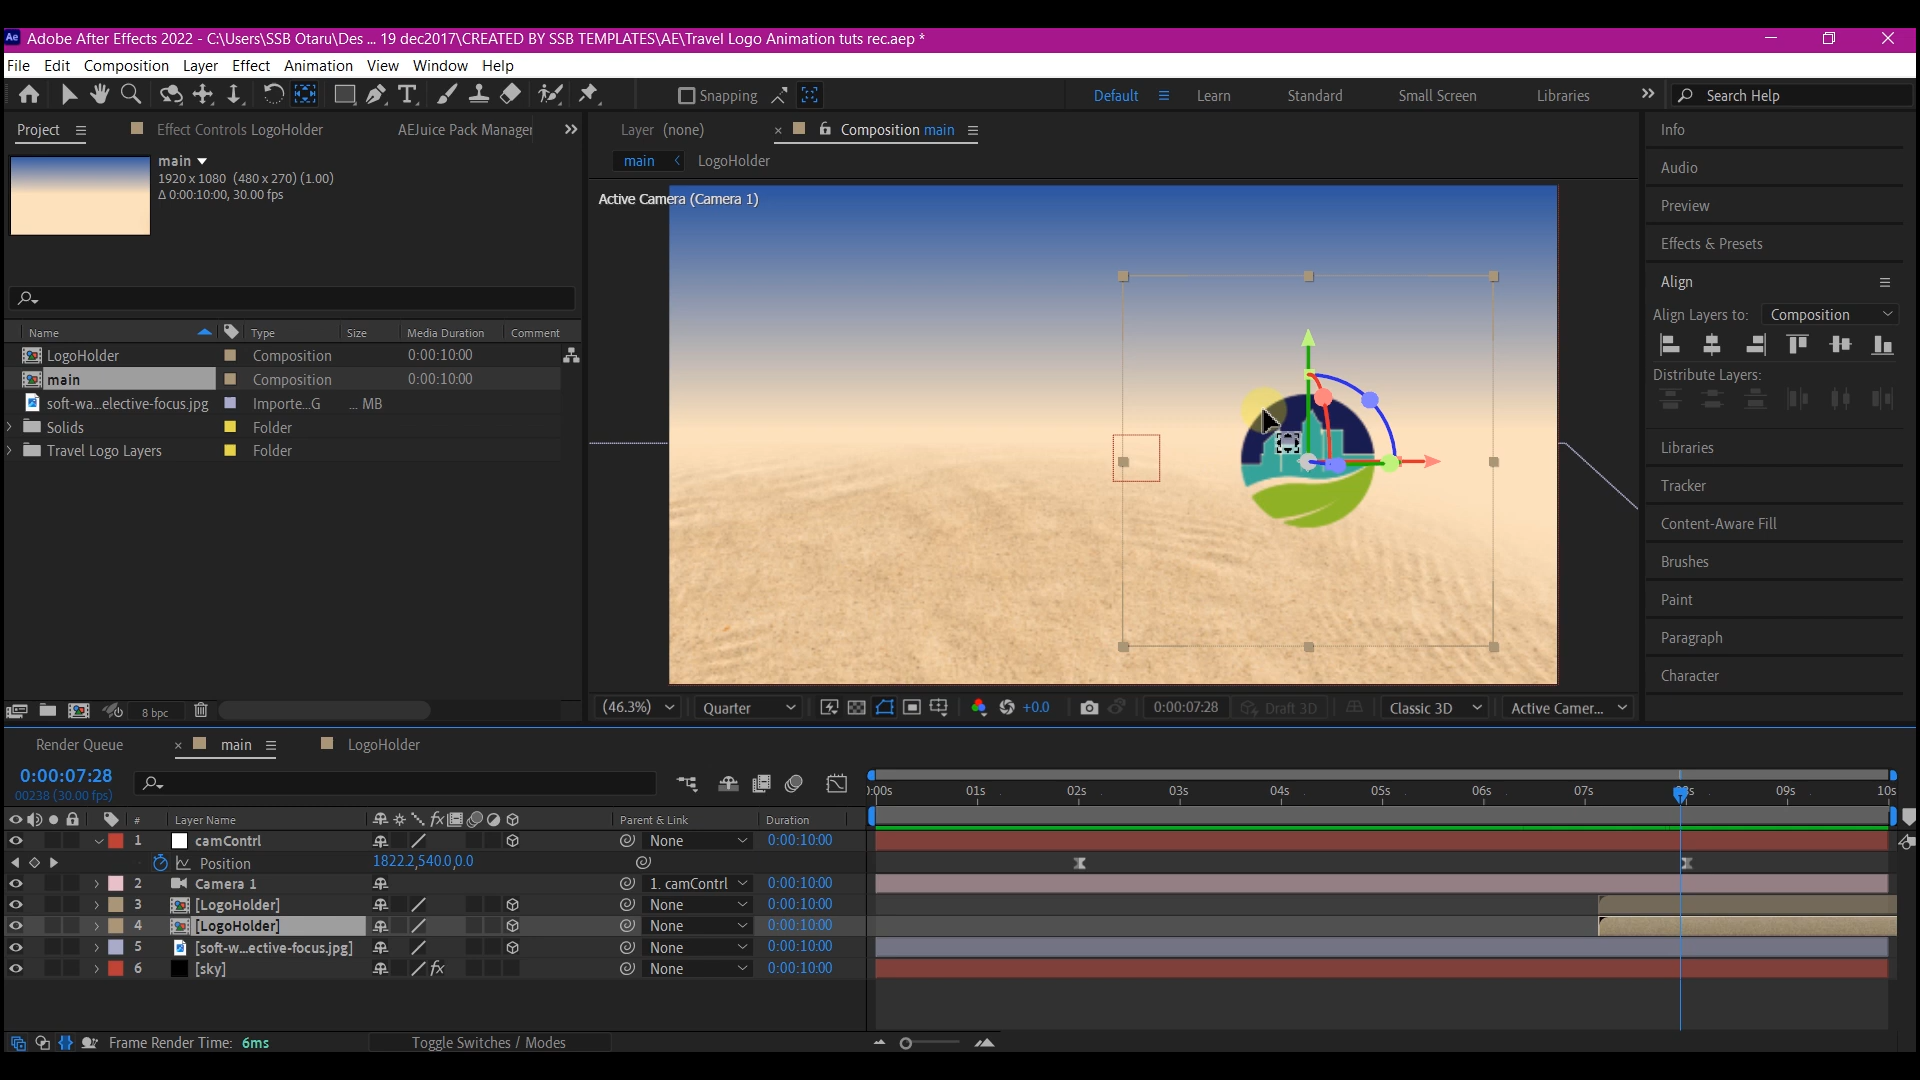 Adobe After Effects 2022 - C:\Users\SSB Otaru\Des ... 19 dec2017\CREATED BY SSB TEMPLATES\AE\Travel Logo Animation tuts rec.aep *
File Edit Composition Layer Effect Animation View Window Help
Snapping Default Learn Standard Small Screen Libraries Search Help
Project Effect Controls LogoHolder AEJuice Pack Manager
Layer (none) Composition main
Info
main LogoHolder
main
1920 x 1080 (480 x 270) (1.00)
Δ 0:00:10:00, 30.00 fps
Active Camera (Camera 1)
Audio
Preview
Effects & Presets
Align
Align Layers to: Composition
Distribute Layers:
Libraries
Tracker
Content-Aware Fill
Brushes
Paint
Paragraph
Character
Name Type Size Media Duration Comment
LogoHolder Composition 0:00:10:00
main Composition 0:00:10:00
soft-wa...elective-focus.jpg Importe...G ... MB
Solids Folder
Travel Logo Layers Folder
8 bpc
(46.3%) Quarter +0.0 0:00:07:28 Draft 3D Classic 3D Active Camer...
Render Queue main LogoHolder
0:00:07:28
00238 (30.00 fps)
):00s 01s 02s 03s 04s 05s 06s 07s 8s 09s 10s
# Layer Name Parent & Link Duration
1 camContrl None 0:00:10:00
Position 1822.2,540.0,0.0
2 Camera 1 1. camContrl 0:00:10:00
3 [LogoHolder] None 0:00:10:00
4 [LogoHolder] None 0:00:10:00
5 [soft-w...ective-focus.jpg] None 0:00:10:00
6 [sky] None 0:00:10:00
Frame Render Time: 6ms Toggle Switches / Modes